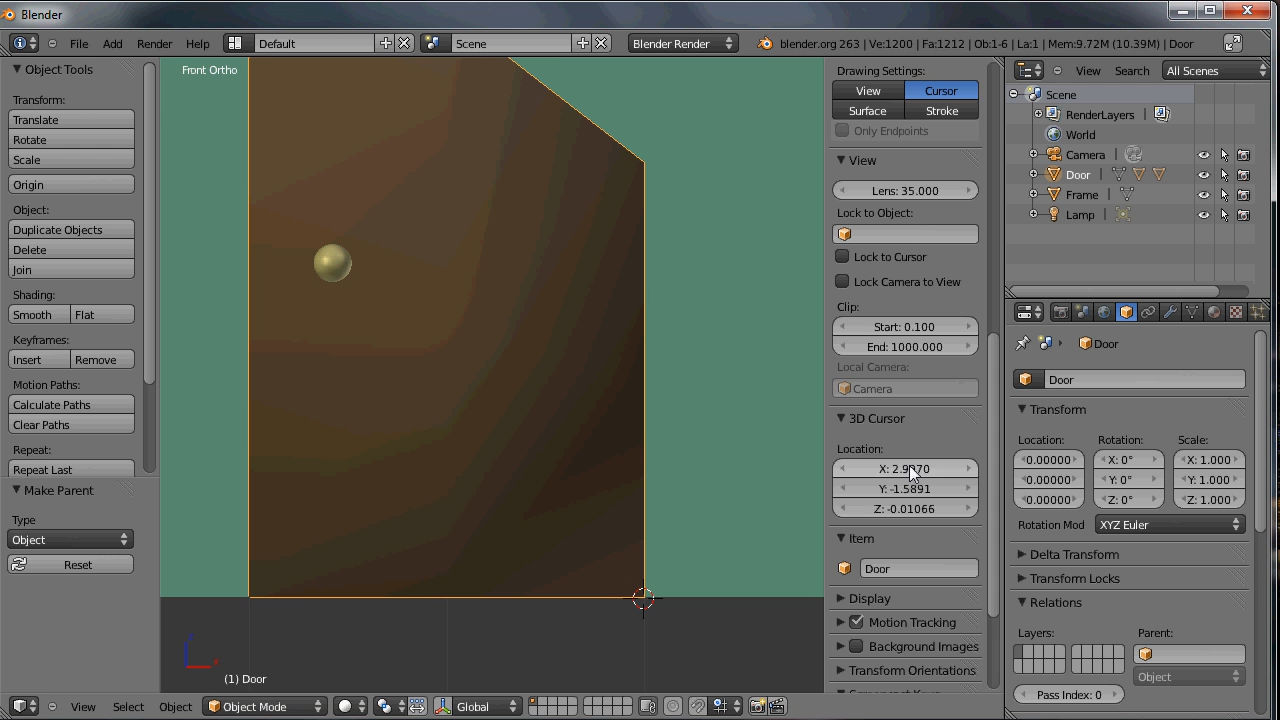 Blender
File Add Render Help Default Scene Blender Render blender.org 263 | Ve:1200 | Fa:1212 | Ob:1-6 | La:1 | Mem:9.72M (10.39M) | Door
Object Tools
Transform:
Translate
Rotate
Scale
Origin
Object:
Duplicate Objects
Delete
Join
Shading:
Smooth Flat
Keyframes:
Insert Remove
Motion Paths:
Calculate Paths
Clear Paths
Repeat:
Repeat Last
Make Parent
Type
Object
Reset
Front Ortho
(1) Door
View Select Object Object Mode Global
Drawing Settings:
View Cursor
Surface Stroke
Only Endpoints
View
Lens: 35.000
Lock to Object:
Lock to Cursor
Lock Camera to View
Clip:
Start: 0.100
End: 1000.000
Local Camera:
Camera
3D Cursor
Location:
Y: -1.5891
Z: -0.01066
Item
Door
Display
Motion Tracking
Background Images
Transform Orientations
View Search All Scenes
Scene
RenderLayers
World
Camera
Door
Frame
Lamp
Door
Door
Transform
Location: Rotation: Scale:
0.00000 X: 0° X: 1.000
0.00000 Y: 0° Y: 1.000
0.00000 Z: 0° Z: 1.000
Rotation Mod XYZ Euler
Delta Transform
Transform Locks
Relations
Layers: Parent:
Object
Pass Index: 0